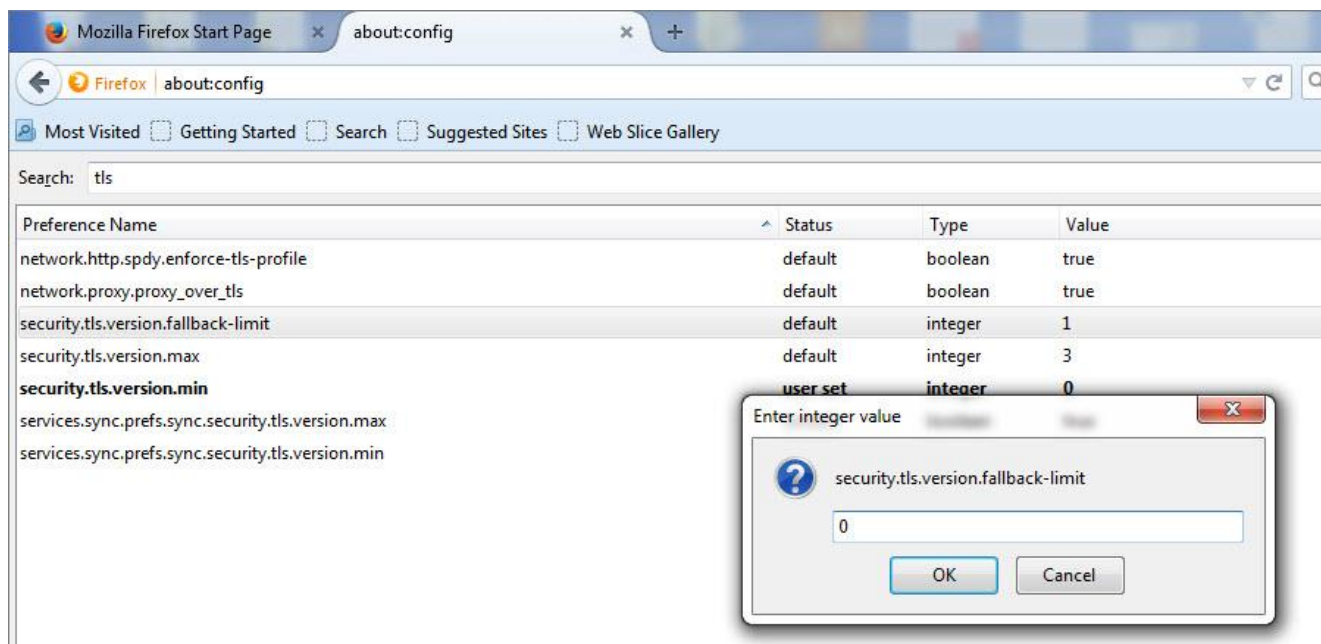 Mozilla Firefox Start Page about:config
Firefox about:config
Most Visited Getting Started Search Suggested Sites Web Slice Gallery
Search: tls
Preference Name Status Type Value
network.http.spdy.enforce-tls-profile default boolean true
network.proxy.proxy_over_tls default boolean true
security.tls.version.fallback-limit default integer 1
security.tls.version.max default integer 3
security.tls.version.min user set integer 0
services.sync.prefs.sync.security.tls.version.max
services.sync.prefs.sync.security.tls.version.min
Enter integer value
security.tls.version.fallback-limit
0
OK Cancel